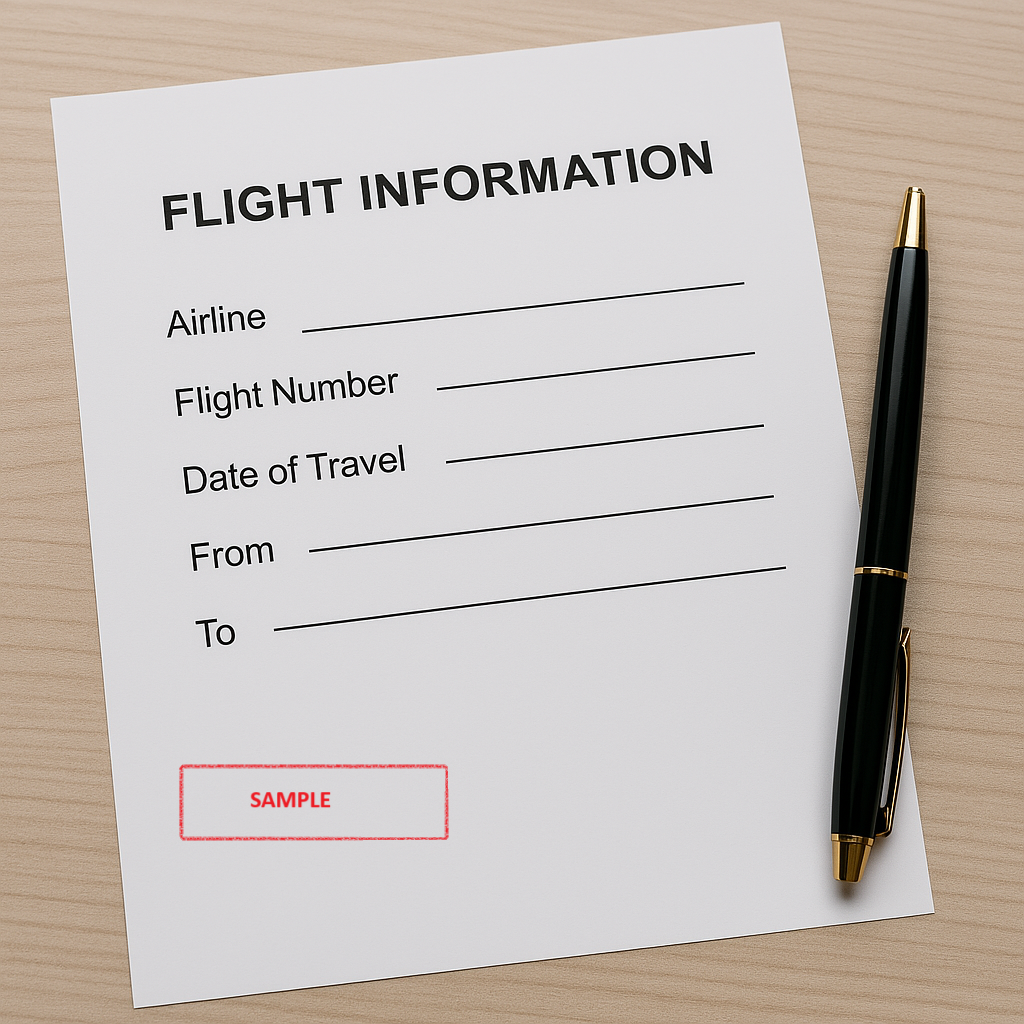 FLIGHT INFORMATION
Airline
Flight Number
Date of Travel
From
To
SAMPLE